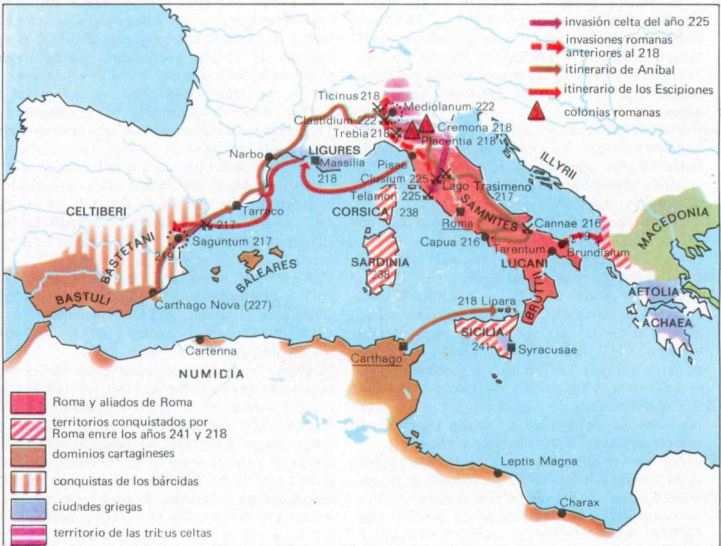 invasión celta del año 225
invasiones romanas
anteriores al 218
itinerario de Aníbal
itinerario de los Escipiones
colonias romanas
Ticinus 218
Mediolanum 222
Clastidium 222
Cremona 218
Trebia 218
Placentia 218
LIGURES
Narbo
Massilia
218
Pisae
Clusium 225
Lago Trasimeno
217
Telamon 225
ILLYRII
CELTIBERI
Tarraco
CORSICA
238
SAMNITES
Roma
Cannae 216
MACEDONIA
217
BASTETANI
Saguntum 217
219
BALEARES
SARDINIA
238
Capua 216
Tarentum
219
Brundisium
LUCANI
BASTULI
Carthago Nova (227)
218 Lipara
BRUTTII
AETOLIA
ACHAEA
SICILIA
241
Syracusae
Cartenna
Carthago
NUMIDIA
Roma y aliados de Roma
territorios conquistados por
Roma entre los años 241 y 218
dominios cartagineses
conquistas de los bárcidas
ciudades griegas
territorio de las tribus celtas
Leptis Magna
Charax